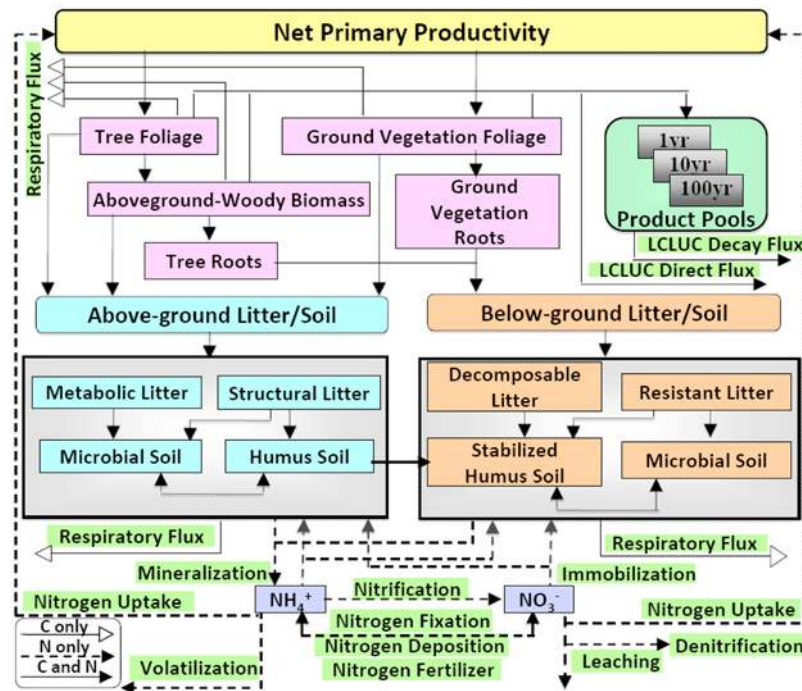 Net Primary Productivity
Respiratory Flux
Tree Foliage
Ground Vegetation Foliage
1yr
10yr
100yr
Product Pools
Aboveground-Woody Biomass
Ground
Vegetation
Roots
Tree Roots
LCLUC Decay Flux
LCLUC Direct Flux
Above-ground Litter/Soil
Below-ground Litter/Soil
Metabolic Litter
Structural Litter
Microbial Soil
Humus Soil
Decomposable
Litter
Resistant Litter
Stabilized
Humus Soil
Microbial Soil
Respiratory Flux
Respiratory Flux
Mineralization
Immobilization
NH₄⁺
Nitrification
NO₃⁻
Nitrogen Uptake
Nitrogen Uptake
Nitrogen Fixation
Nitrogen Deposition
Nitrogen Fertilizer
C only
N only
C and N
Volatilization
Leaching
Denitrification